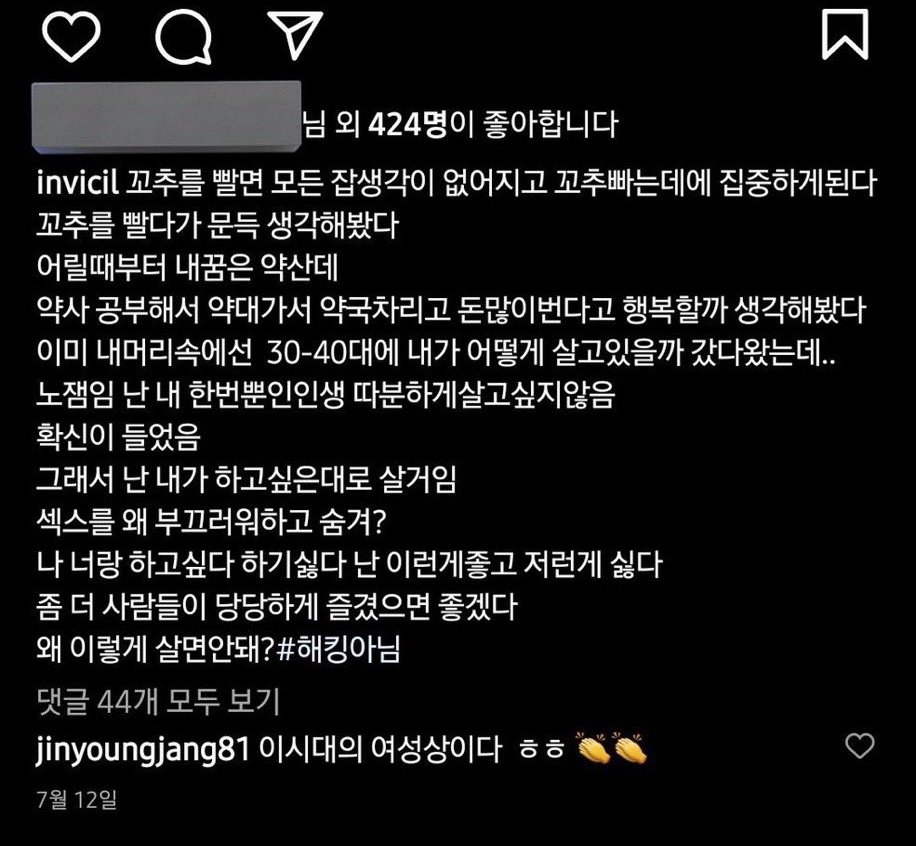 님 외 424명이 좋아합니다
invicil 꼬추를 빨면 모든 잡생각이 없어지고 꼬추빠는데에 집중하게된다
꼬추를 빨다가 문득 생각해봤다
어릴때부터 내꿈은 약산데
약사 공부해서 약대가서 약국차리고 돈많이번다고 행복할까 생각해봤다
이미 내머리속에선 30-40대에 내가 어떻게 살고있을까 갔다왔는데..
노잼임 난 내 한번뿐인인생 따분하게살고싶지않음
확신이 들었음
그래서 난 내가 하고싶은대로 살거임
섹스를 왜 부끄러워하고 숨겨?
나 너랑 하고싶다 하기싫다 난 이런게좋고 저런게 싫다
좀 더 사람들이 당당하게 즐겼으면 좋겠다
왜 이렇게 살면안돼?#해킹아님
댓글 44개 모두 보기
jinyoungjang81 이시대의 여성상이다 ㅎㅎ 👏👏
7월 12일